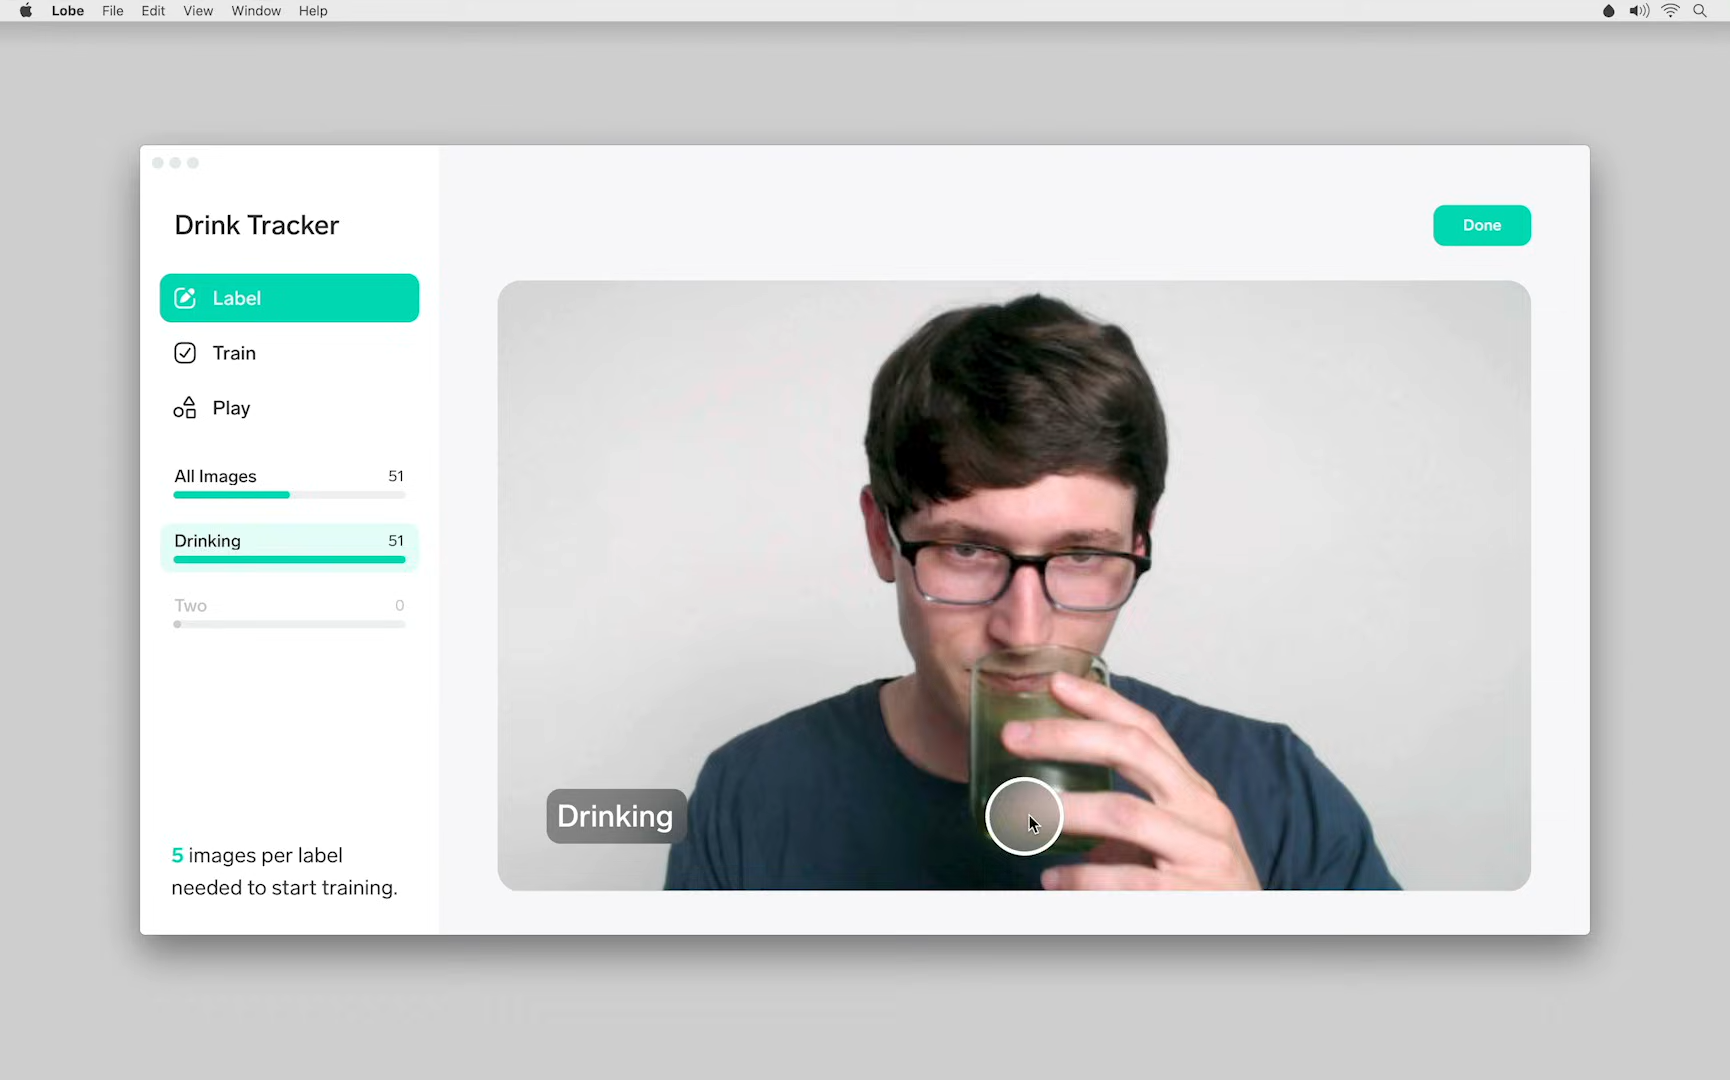 Lobe File Edit View Window Help
Drink Tracker
Done
Label
Train
Play
All Images 51
Drinking 51
Two 0
Drinking
5 images per label
needed to start training.